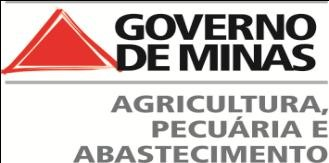 GOVERNO
DE MINAS
AGRICULTURA,
PECUÁRIA E
ABASTECIMENTO